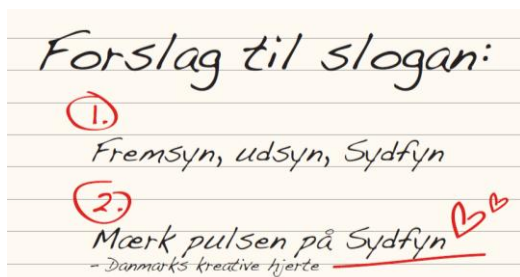 Forslag til slogan:
1.
Fremsyn, udsyn, Sydfyn
2.
Mærk pulsen på Sydfyn
- Danmarks kreative hjerte